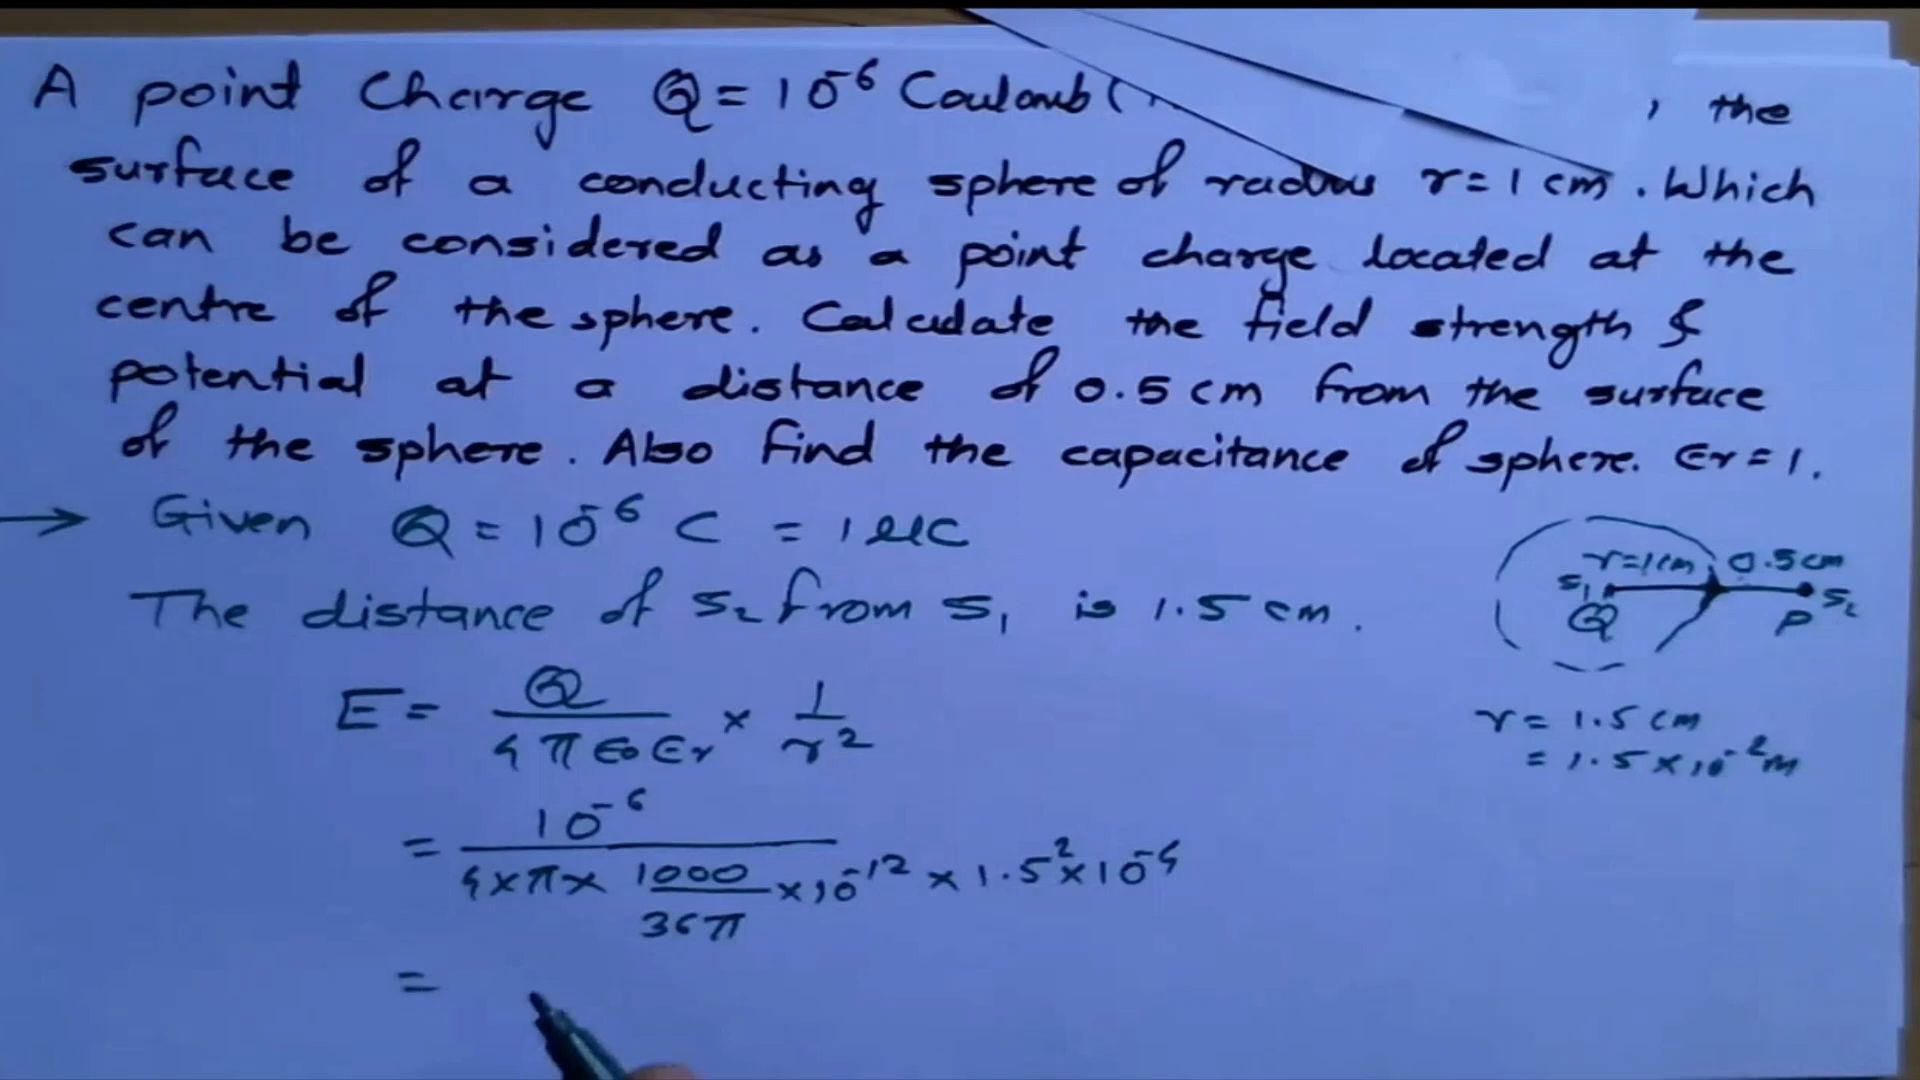 A point Charge Q = 10⁻⁶ Coulomb ( , the
surface of a conducting sphere of radius r = 1 cm. Which
can be considered as a point charge located at the
centre of the sphere. Calculate the field strength &
potential at a distance of 0.5 cm from the surface
of the sphere. Also find the capacitance of sphere. Er = 1.
→ Given Q = 10⁻⁶ C = 1 μC
The distance of S₂ from S₁ is 1.5 cm.
r=1cm 0.5cm
S₁ S₂
Q P
r = 1.5 cm
= 1.5 × 10⁻² m
E = Q / 4π ε₀ εr × 1 / r²
= 10⁻⁶ / 4×π× 1000 / 36π ×10⁻¹² × 1.5² × 10⁻⁴
=